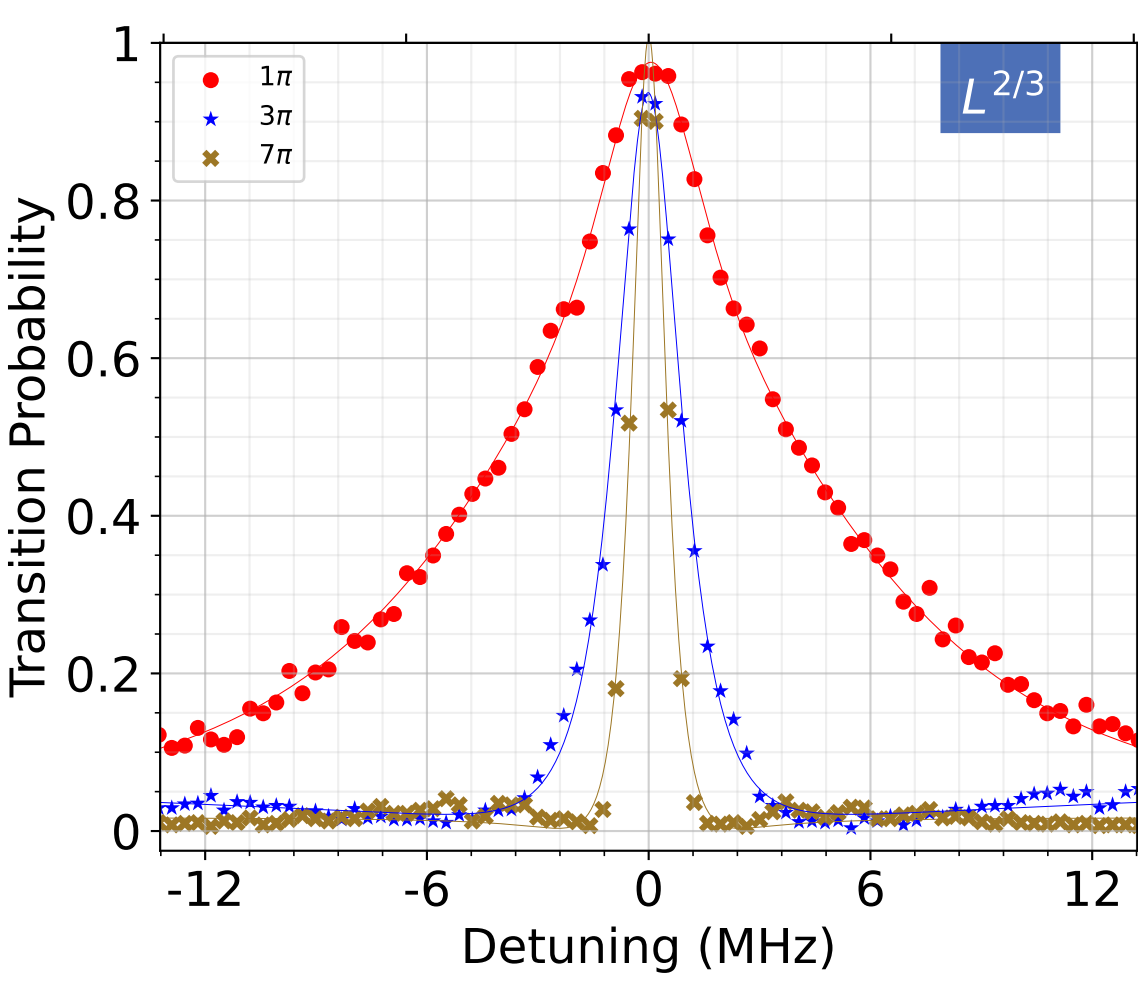 1
0.8
0.6
0.4
0.2
0
Transition Probability
1π
3π
7π
L^{2/3}
-12 -6 0 6 12
Detuning (MHz)